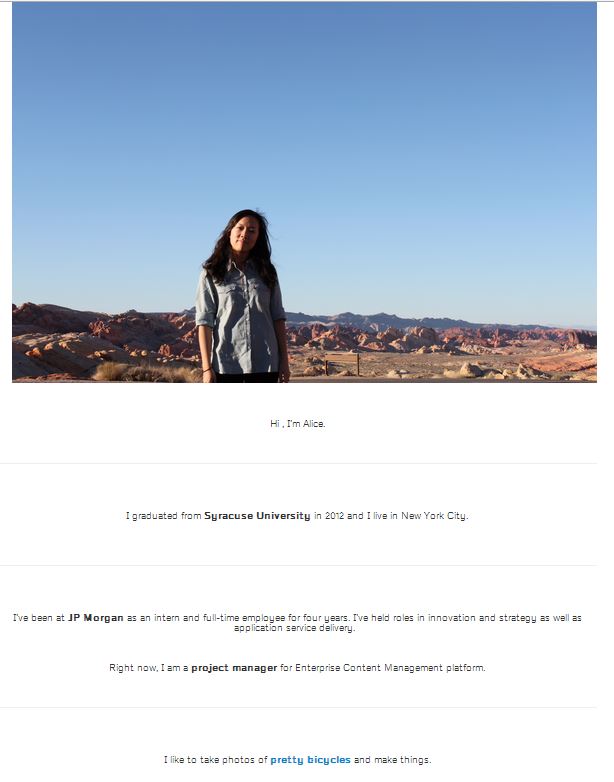 Hi , I'm Alice.
I graduated from Syracuse University in 2012 and I live in New York City.
I've been at JP Morgan as an intern and full-time employee for four years. I've held roles in innovation and strategy as well as
application service delivery.
Right now, I am a project manager for Enterprise Content Management platform.
I like to take photos of pretty bicycles and make things.